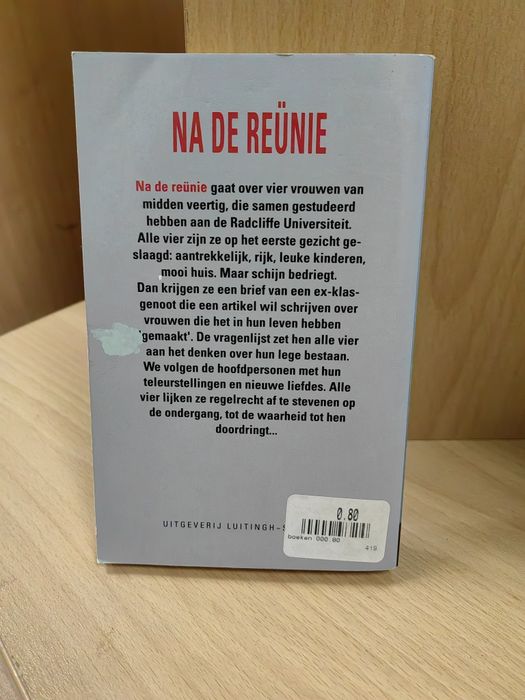 NA DE REÜNIE
Na de reünie gaat over vier vrouwen van
midden veertig, die samen gestudeerd
hebben aan de Radcliffe Universiteit.
Alle vier zijn ze op het eerste gezicht ge-
slaagd: aantrekkelijk, rijk, leuke kinderen,
mooi huis. Maar schijn bedriegt.
Dan krijgen ze een brief van een ex-klas-
genoot die een artikel wil schrijven over
vrouwen die het in hun leven hebben
'gemaakt'. De vragenlijst zet hen alle vier
aan het denken over hun lege bestaan.
We volgen de hoofdpersonen met hun
teleurstellingen en nieuwe liefdes. Alle
vier lijken ze regelrecht af te stevenen op
de ondergang, tot de waarheid tot hen
doordringt...
UITGEVERIJ LUITINGH-
0.80
boeken 000.80
419